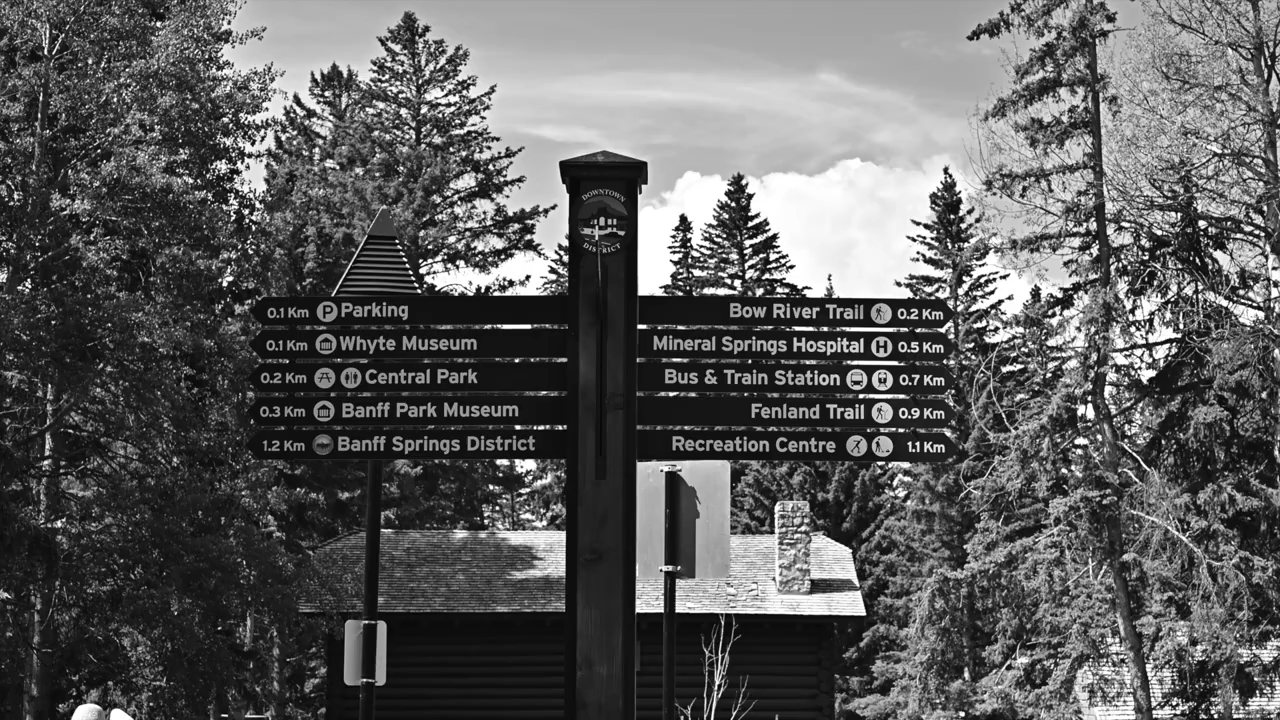 DOWNTOWN
DISTRICT
0.1 Km P Parking
0.1 Km Whyte Museum
0.2 Km Central Park
0.3 Km Banff Park Museum
1.2 Km Banff Springs District
Bow River Trail 0.2 Km
Mineral Springs Hospital H 0.5 Km
Bus & Train Station 0.7 Km
Fenland Trail 0.9 Km
Recreation Centre 1.1 Km